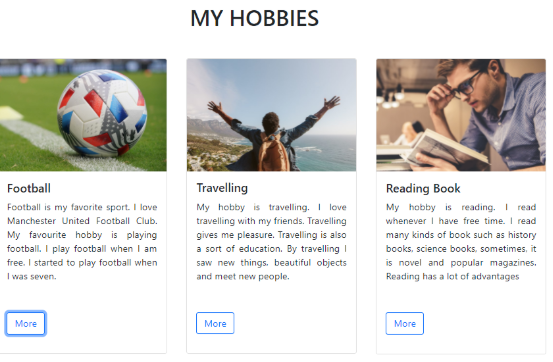 MY HOBBIES
Football
Football is my favorite sport. I love
Manchester United Football Club.
My favourite hobby is playing
football. I play football when I am
free. I started to play football when
I was seven.
More
Travelling
My hobby is travelling. I love
travelling with my friends. Travelling
gives me pleasure. Travelling is also
a sort of education. By travelling I
saw new things, beautiful objects
and meet new people.
More
Reading Book
My hobby is reading. I read
whenever I have free time. I read
many kinds of book such as history
books, science books, sometimes, it
is novel and popular magazines.
Reading has a lot of advantages
More